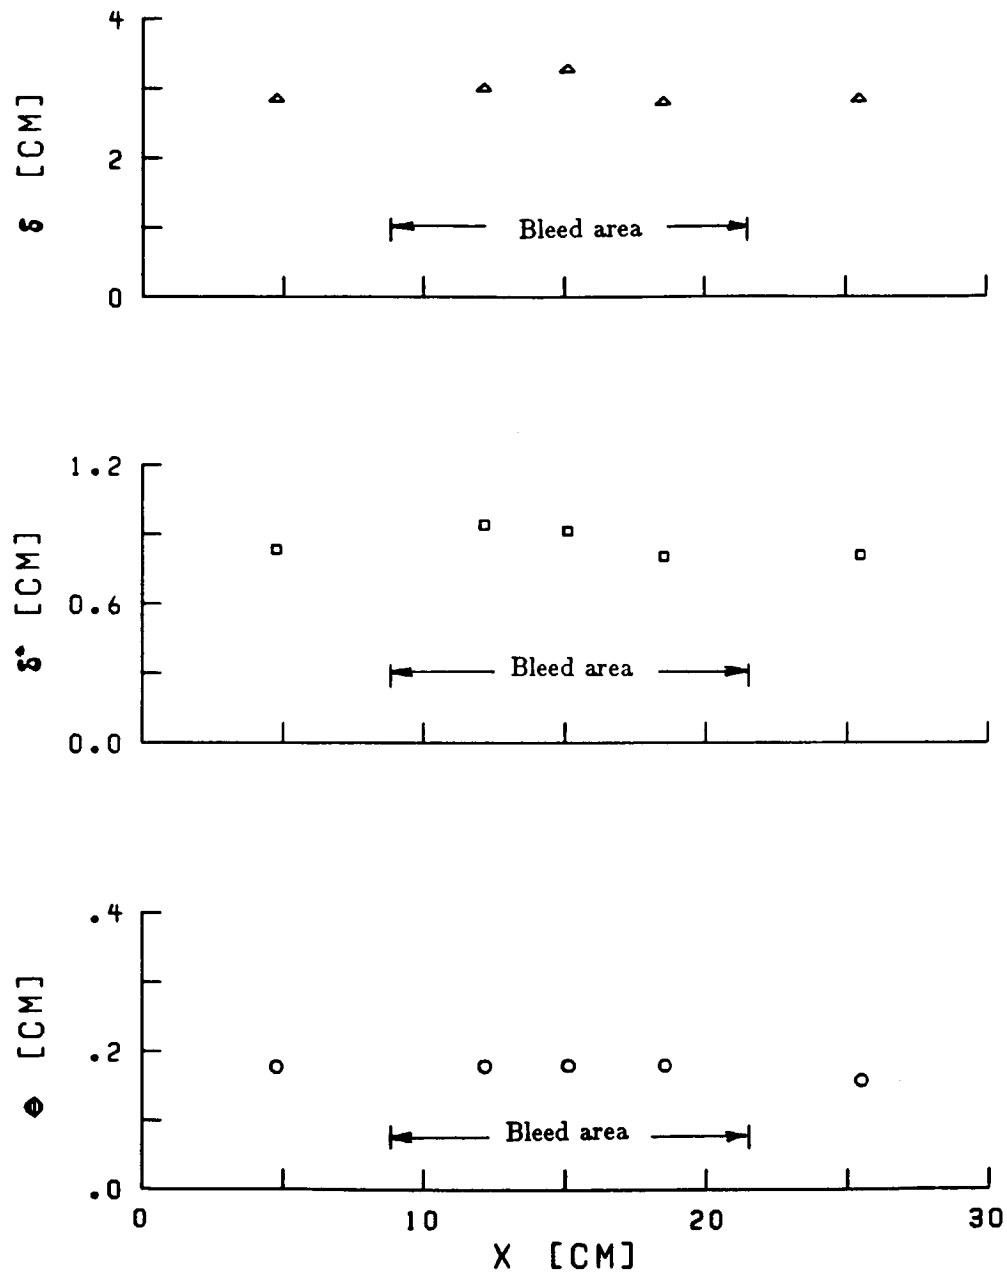 4
2
0
δ [CM]
Bleed area
1.2
0.6
0.0
δ* [CM]
Bleed area
.4
.2
.0
θ [CM]
Bleed area
0 10 20 30
X [CM]